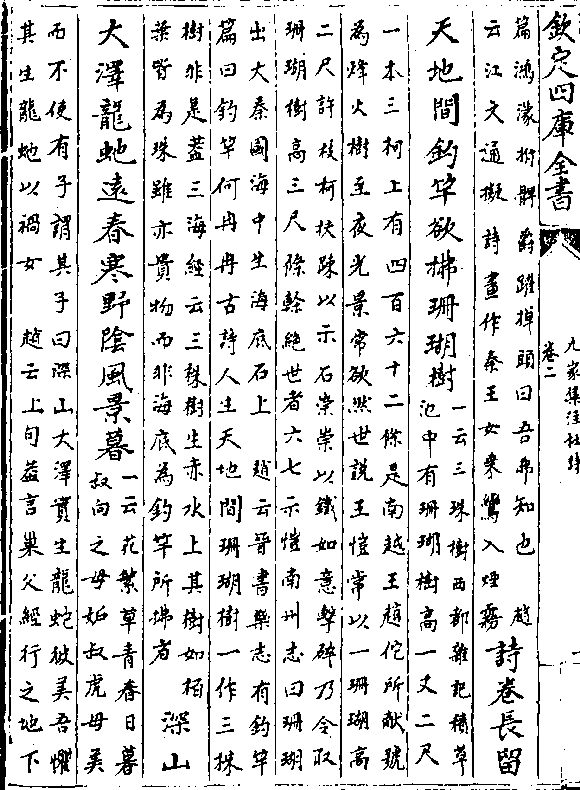 欽定四庫全書
九家集注杜詩
卷二
篇鴻濛拊髀爵躍掉頭曰吾弗知也 趙
云江文通擬詩畫作秦王女乘鸞入煙霧
詩卷長留
天地間釣竿欲拂珊瑚樹
一云三珠樹西都雜記積草
池中有珊瑚樹高一丈二尺
一本三柯上有四百六十二條是南越王趙佗所献號
為烽火樹至夜光景常欲然世說王愷常以一珊瑚高
二尺許枝柯扶疎以示石崇崇以鐵如意擊碎乃令取
珊瑚樹高三尺條榦絶世者六七示愷南州志曰珊瑚
出大秦國海中生海底石上 趙云晉書樂志有釣竿
篇曰釣竿何冉冉古詩人生天地間珊瑚樹一作三株
樹非是葢三海經云三株樹生赤水上其樹如栢
葉皆為珠雖亦貴物而非海底為釣竿所拂者
深山
大澤龍虵遠春寒野陰風景暮
一云花繁草青春日暮
叔向之母妬叔虎母美
而不使有子謂其子曰深山大澤實生龍蛇彼美吾懼
其生龍虵以禍女 趙云上句葢言巢父經行之地下